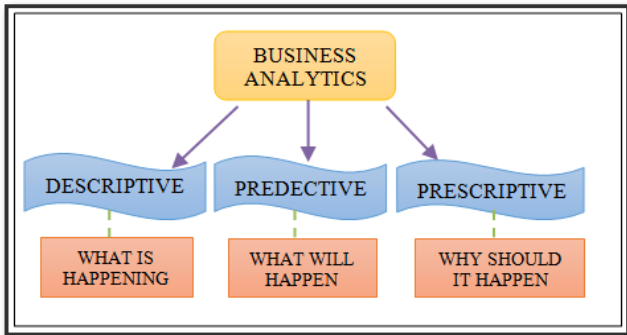 BUSINESS
ANALYTICS
DESCRIPTIVE
PREDECTIVE
PRESCRIPTIVE
WHAT IS
HAPPENING
WHAT WILL
HAPPEN
WHY SHOULD
IT HAPPEN